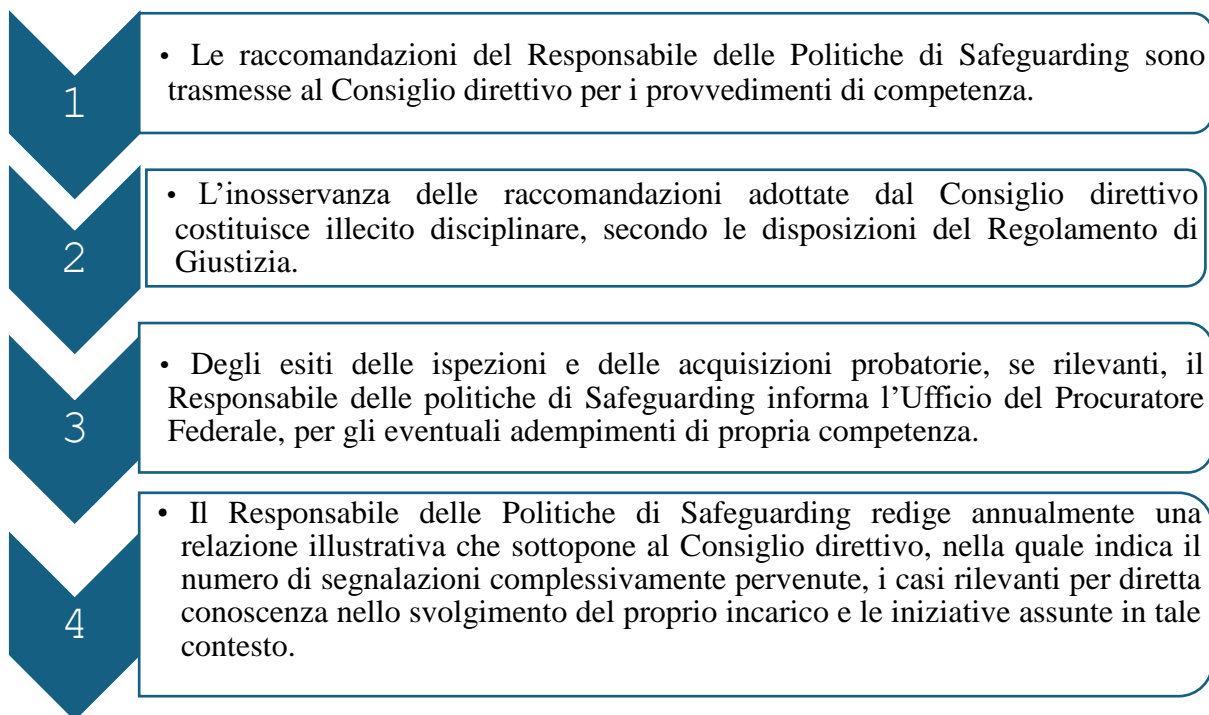 1
• Le raccomandazioni del Responsabile delle Politiche di Safeguarding sono
trasmesse al Consiglio direttivo per i provvedimenti di competenza.
2
• L’inosservanza delle raccomandazioni adottate dal Consiglio direttivo
costituisce illecito disciplinare, secondo le disposizioni del Regolamento di
Giustizia.
3
• Degli esiti delle ispezioni e delle acquisizioni probatorie, se rilevanti, il
Responsabile delle politiche di Safeguarding informa l’Ufficio del Procuratore
Federale, per gli eventuali adempimenti di propria competenza.
4
• Il Responsabile delle Politiche di Safeguarding redige annualmente una
relazione illustrativa che sottopone al Consiglio direttivo, nella quale indica il
numero di segnalazioni complessivamente pervenute, i casi rilevanti per diretta
conoscenza nello svolgimento del proprio incarico e le iniziative assunte in tale
contesto.